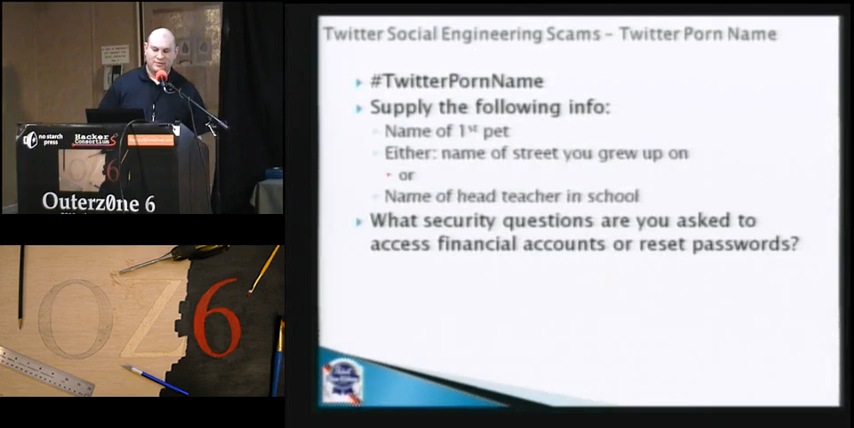 Twitter Social Engineering Scams – Twitter Porn Name
#TwitterPornName
Supply the following info:
Name of 1st pet
Either: name of street you grew up on
or
Name of head teacher in school
What security questions are you asked to
access financial accounts or reset passwords?
no starch
press
Hacker
Consortium
OZ6
Outerz0ne 6
OZ6